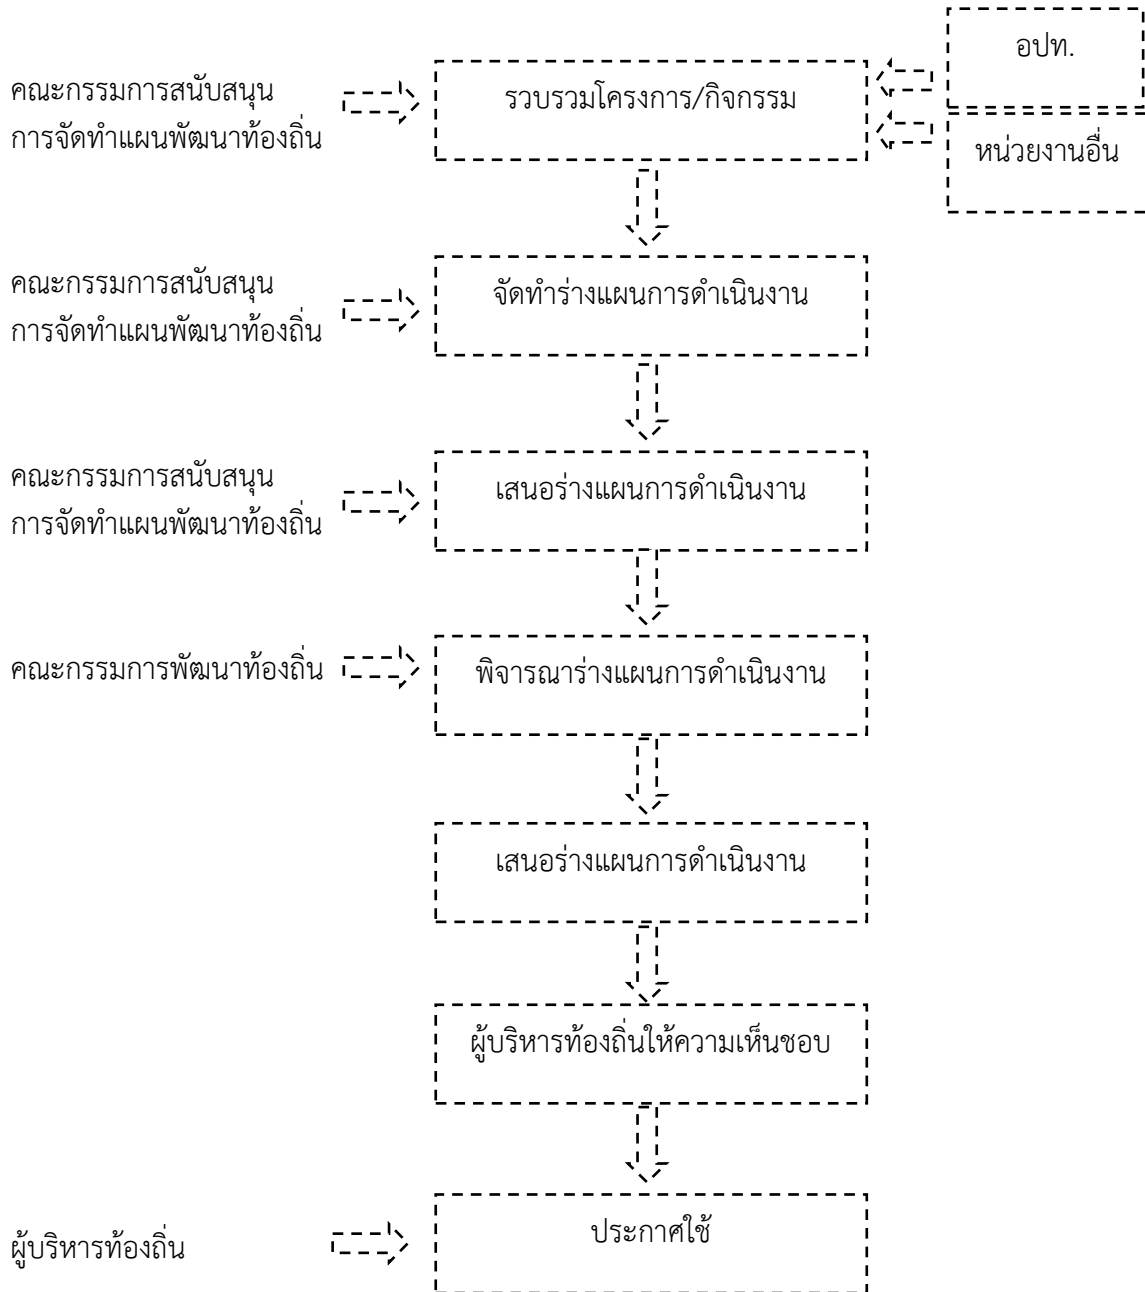 อปท.
คณะกรรมการสนับสนุน
การจัดทำแผนพัฒนาท้องถิ่น
รวบรวมโครงการ/กิจกรรม
หน่วยงานอื่น
คณะกรรมการสนับสนุน
การจัดทำแผนพัฒนาท้องถิ่น
จัดทำร่างแผนการดำเนินงาน
คณะกรรมการสนับสนุน
การจัดทำแผนพัฒนาท้องถิ่น
เสนอร่างแผนการดำเนินงาน
คณะกรรมการพัฒนาท้องถิ่น
พิจารณาร่างแผนการดำเนินงาน
เสนอร่างแผนการดำเนินงาน
ผู้บริหารท้องถิ่นให้ความเห็นชอบ
ผู้บริหารท้องถิ่น
ประกาศใช้